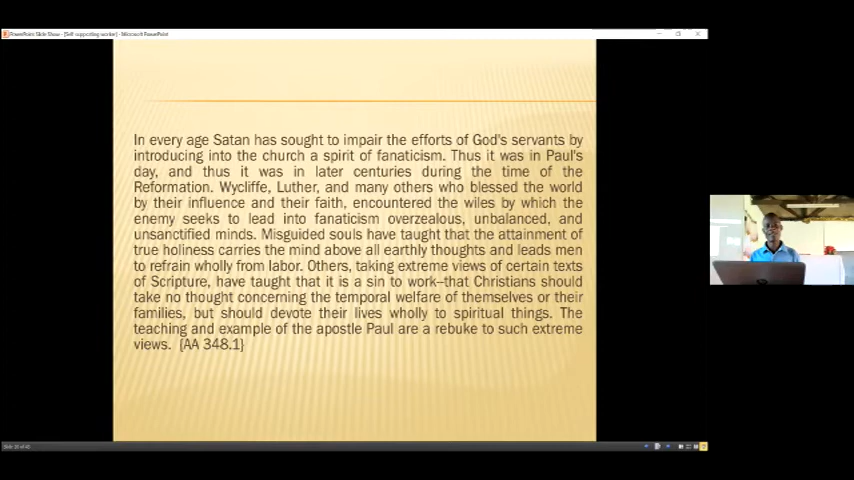 PowerPoint Slide Show - [Self supporting worker] - Microsoft PowerPoint
In every age Satan has sought to impair the efforts of God's servants by
introducing into the church a spirit of fanaticism. Thus it was in Paul's
day, and thus it was in later centuries during the time of the
Reformation. Wycliffe, Luther, and many others who blessed the world
by their influence and their faith, encountered the wiles by which the
enemy seeks to lead into fanaticism overzealous, unbalanced, and
unsanctified minds. Misguided souls have taught that the attainment of
true holiness carries the mind above all earthly thoughts and leads men
to refrain wholly from labor. Others, taking extreme views of certain texts
of Scripture, have taught that it is a sin to work--that Christians should
take no thought concerning the temporal welfare of themselves or their
families, but should devote their lives wholly to spiritual things. The
teaching and example of the apostle Paul are a rebuke to such extreme
views. {AA 348.1}